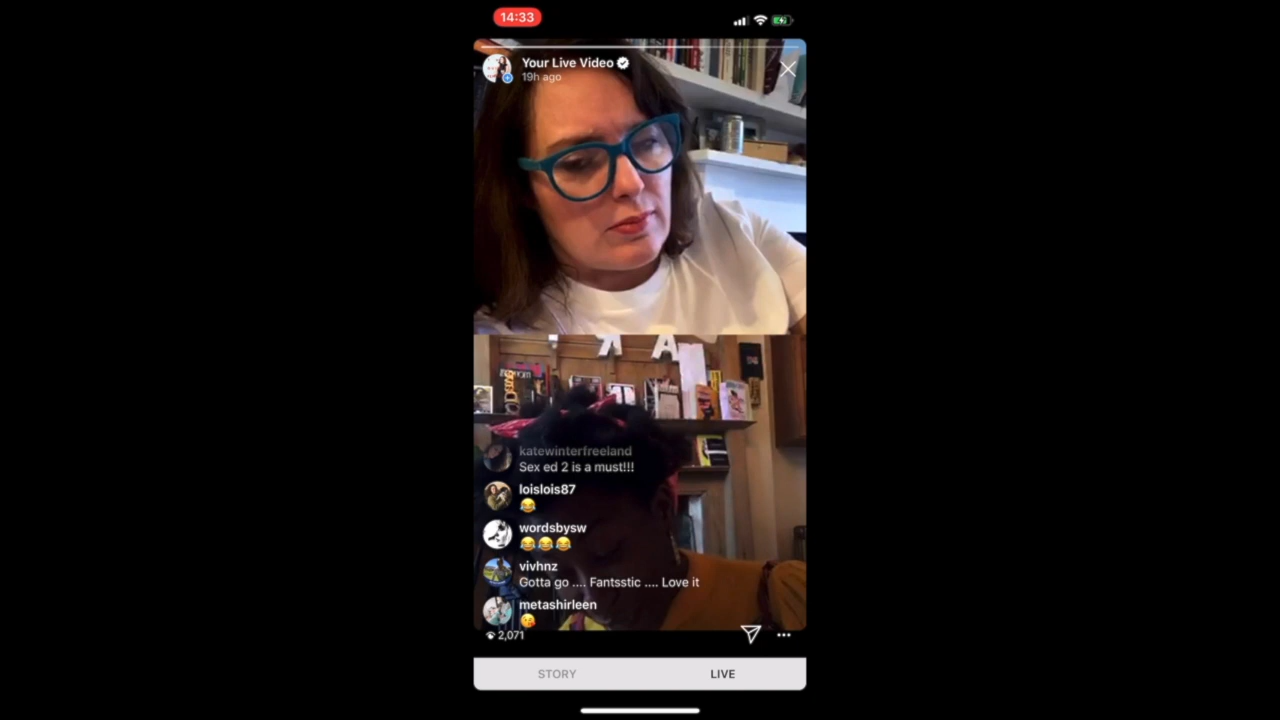 14:33
Your Live Video
19h ago
katewinterfreeland
Sex ed 2 is a must!!!
loislois87
😂
wordsbysw
😂😂😂
vivhnz
Gotta go .... Fantsstic .... Love it
metashirleen
😘
2,071
STORY
LIVE